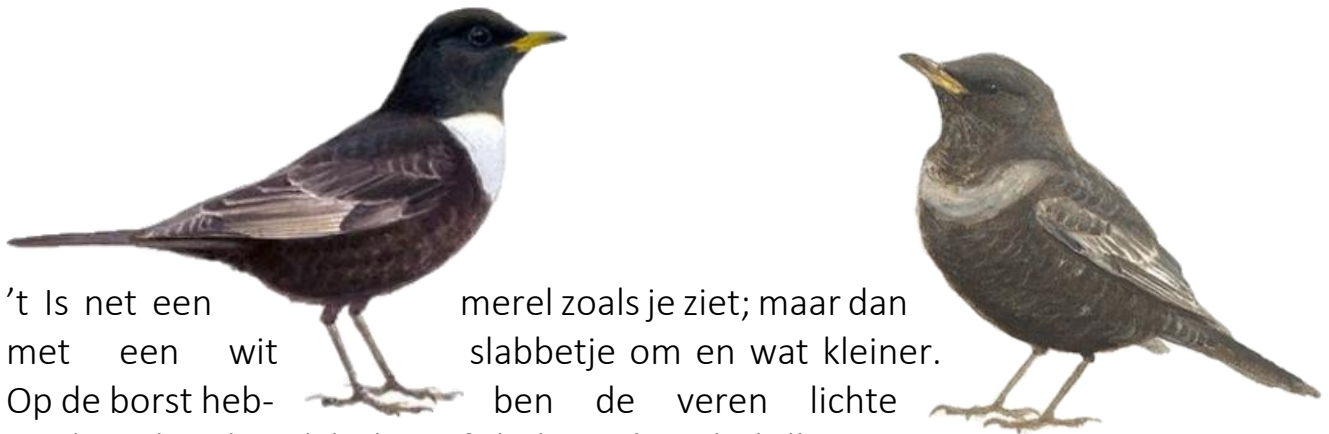 ’t Is net een merel zoals je ziet; maar dan
met een wit slabbetje om en wat kleiner.
Op de borst heb- ben de veren lichte